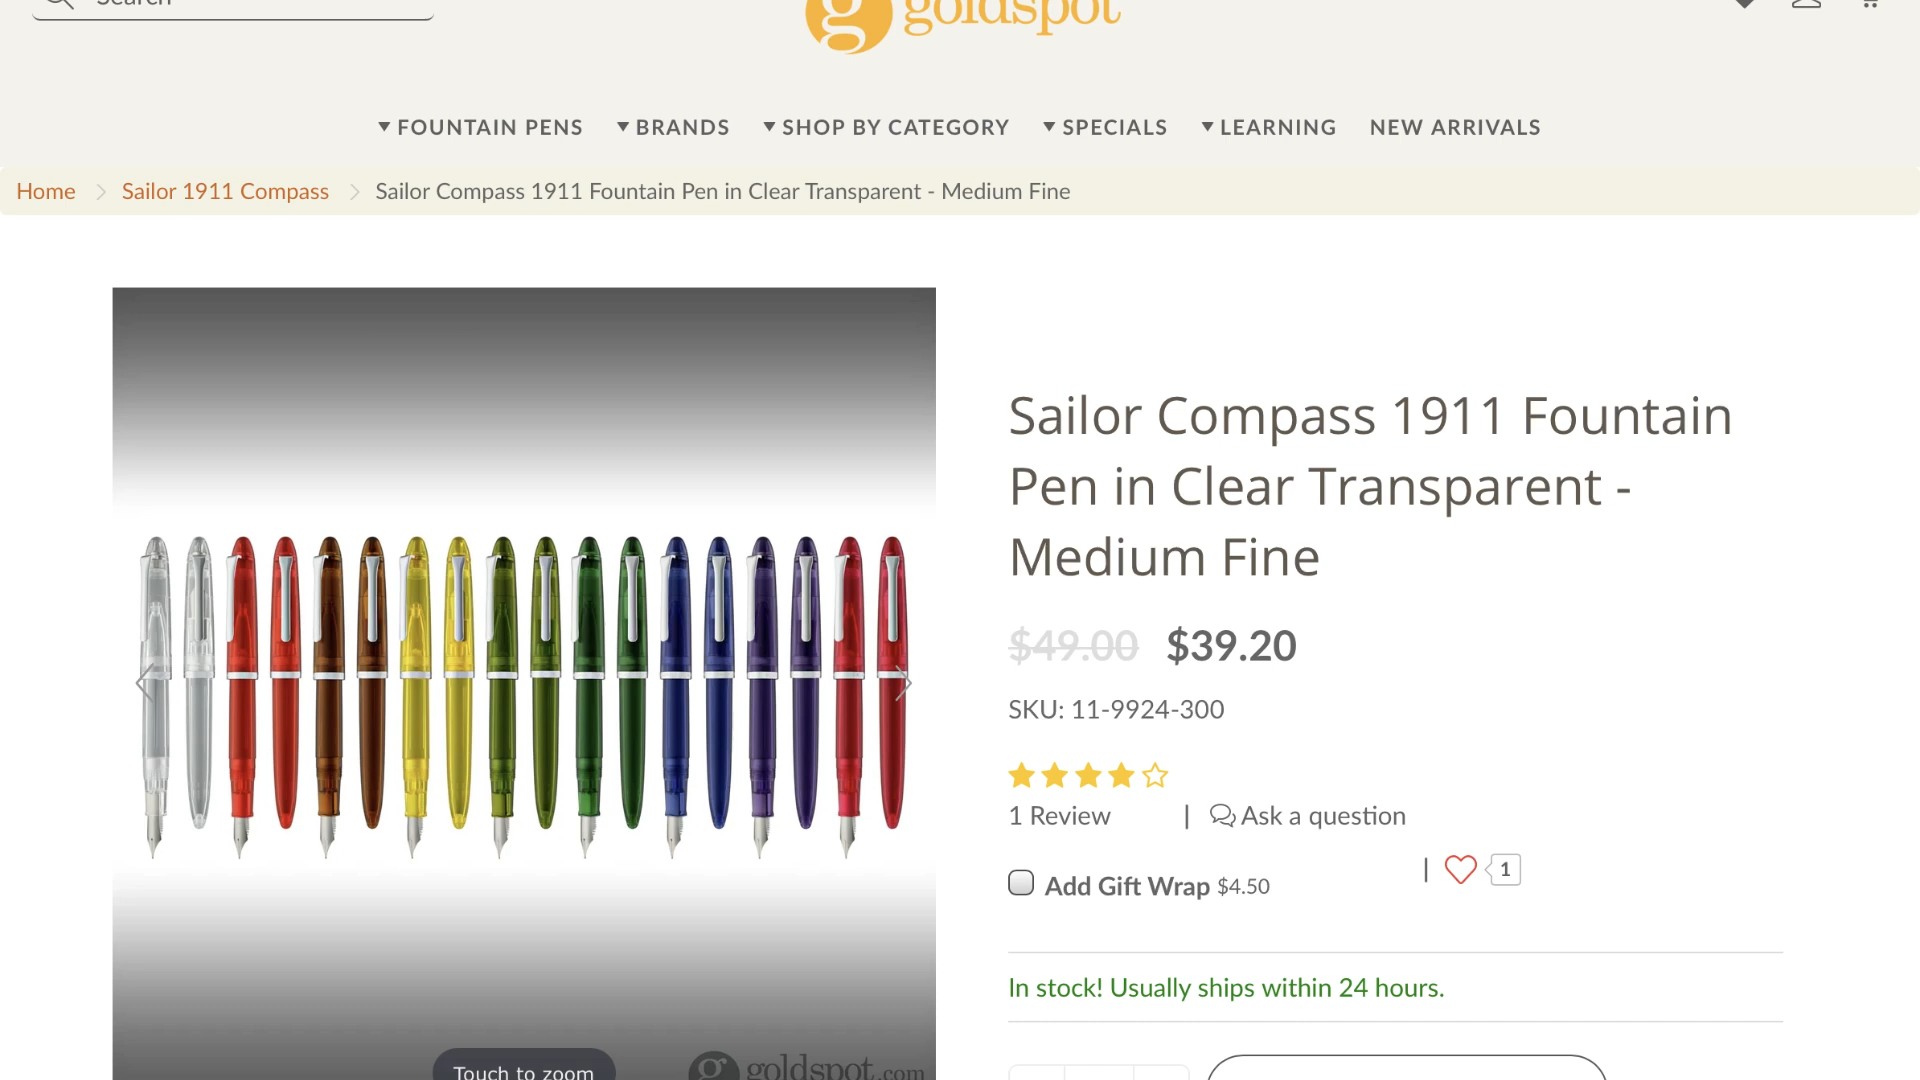 Search
goldspot
FOUNTAIN PENS BRANDS SHOP BY CATEGORY SPECIALS LEARNING NEW ARRIVALS
Home Sailor 1911 Compass Sailor Compass 1911 Fountain Pen in Clear Transparent - Medium Fine
Sailor Compass 1911 Fountain
Pen in Clear Transparent -
Medium Fine
$49.00 $39.20
SKU: 11-9924-300
1 Review | Ask a question
Add Gift Wrap $4.50 | 1
In stock! Usually ships within 24 hours.
Touch to zoom
goldspot.com